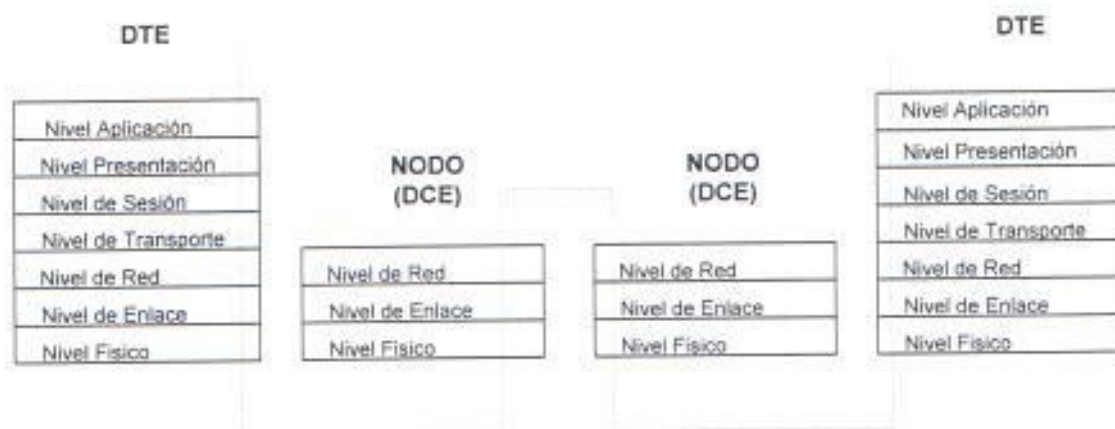 DTE
Nivel Aplicación
Nivel Presentación
Nivel de Sesión
Nivel de Transporte
Nivel de Red
Nivel de Enlace
Nivel Fisico
NODO
(DCE)
Nivel de Red
Nivel de Enlace
Nivel Fisico
NODO
(DCE)
Nivel de Red
Nivel de Enlace
Nivel Fisico
DTE
Nivel Aplicación
Nivel Presentación
Nivel de Sesión
Nivel de Transporte
Nivel de Red
Nivel de Enlace
Nivel Fisico